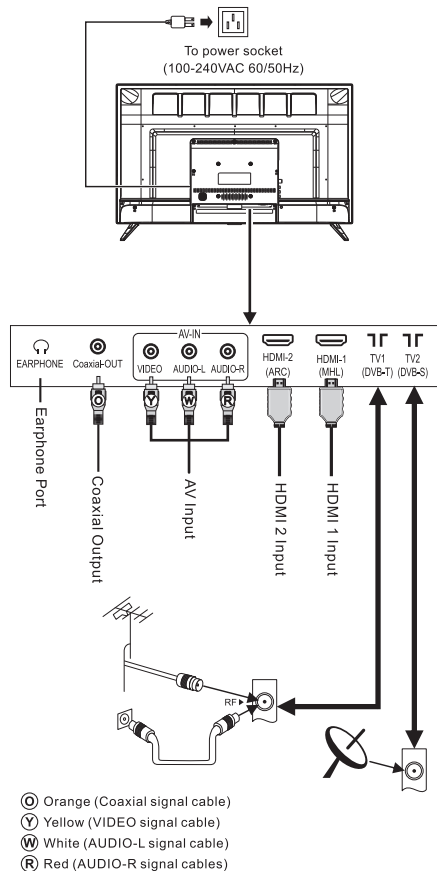 To power socket
(100-240VAC 60/50Hz)
AV-IN
EARPHONE
Coaxial-OUT
VIDEO
AUDIO-L
AUDIO-R
HDMI-2
(ARC)
HDMI-1
(MHL)
TV1
(DVB-T)
TV2
(DVB-S)
O
Y
W
R
Earphone Port
Coaxial Output
AV Input
HDMI 2 Input
HDMI 1 Input
RF
O Orange (Coaxial signal cable)
Y Yellow (VIDEO signal cable)
W White (AUDIO-L signal cable)
R Red (AUDIO-R signal cables)